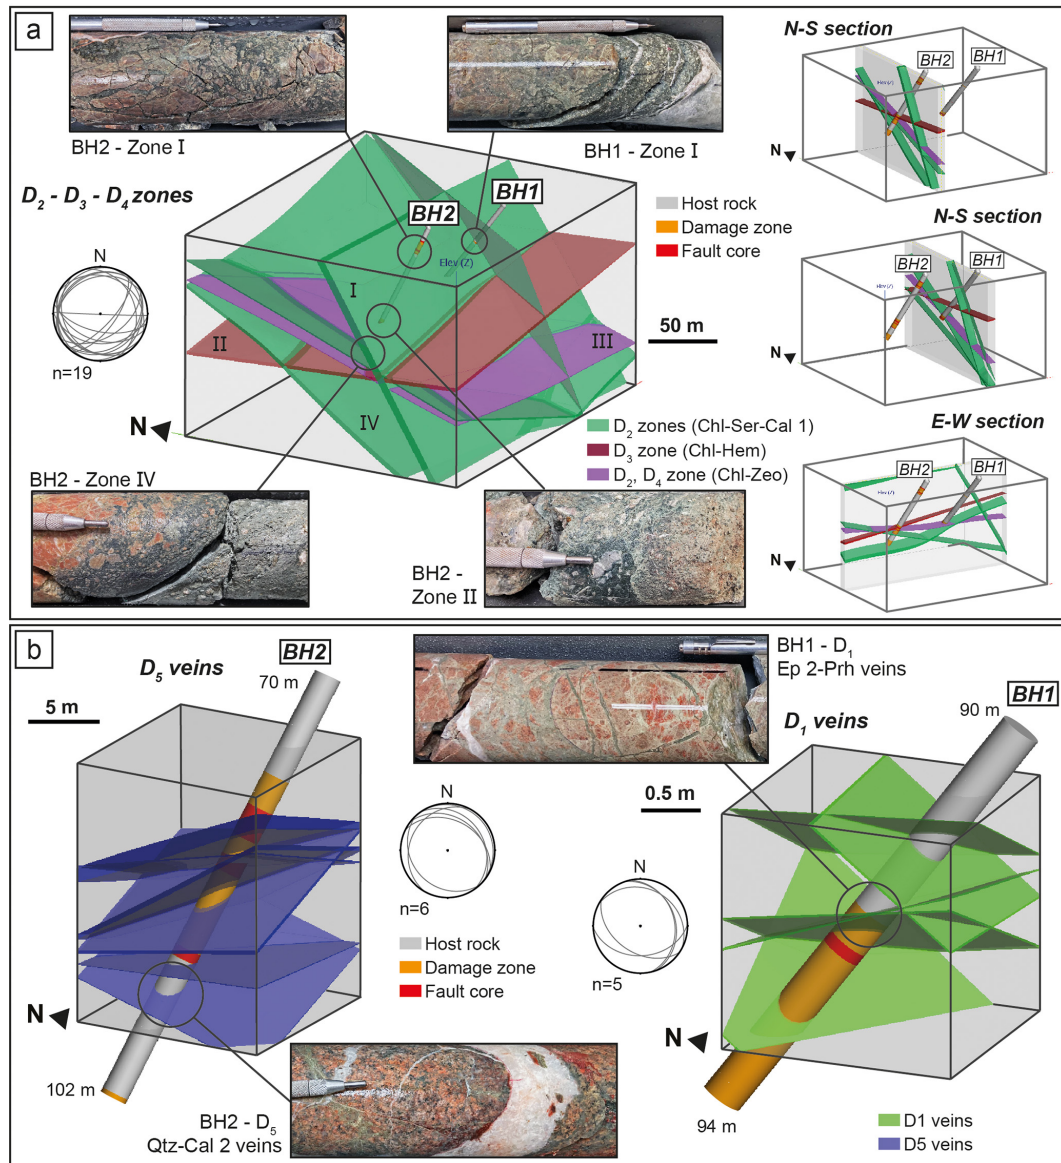 a
BH2 - Zone I
BH1 - Zone I
D2 - D3 - D4 zones
N
n=19
BH2
BH1
Elev (Z)
I
II
III
IV
N
50 m
Host rock
Damage zone
Fault core
D2 zones (Chl-Ser-Cal 1)
D3 zone (Chl-Hem)
D2, D4 zone (Chl-Zeo)
BH2 - Zone IV
BH2 -
Zone II
N-S section
BH2
BH1
Elev (Z)
N
N-S section
BH2
BH1
Elev (Z)
N
E-W section
BH2
BH1
Elev (Z)
N
b
D5 veins
BH2
70 m
5 m
N
102 m
BH2 - D5
Qtz-Cal 2 veins
N
n=6
Host rock
Damage zone
Fault core
BH1 - D1
Ep 2-Prh veins
D1 veins
BH1
90 m
0.5 m
N
n=5
N
94 m
D1 veins
D5 veins